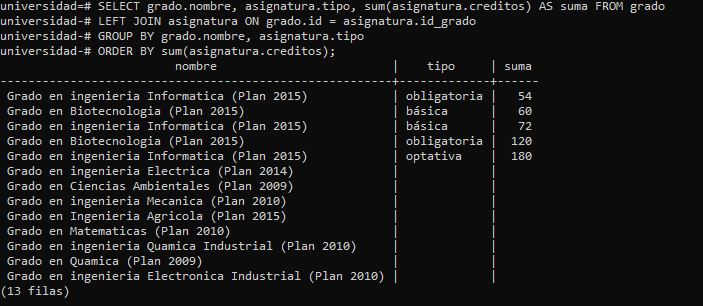 universidad=# SELECT grado.nombre, asignatura.tipo, sum(asignatura.creditos) AS suma FROM grado
universidad-# LEFT JOIN asignatura ON grado.id = asignatura.id_grado
universidad-# GROUP BY grado.nombre, asignatura.tipo
universidad-# ORDER BY sum(asignatura.creditos);
                         nombre                         |    tipo     | suma
--------------------------------------------------------+-------------+------
 Grado en ingenieria Informatica (Plan 2015)            | obligatoria |   54
 Grado en Biotecnologia (Plan 2015)                     | básica      |   60
 Grado en ingenieria Informatica (Plan 2015)            | básica      |   72
 Grado en Biotecnologia (Plan 2015)                     | obligatoria |  120
 Grado en ingenieria Informatica (Plan 2015)            | optativa    |  180
 Grado en ingenieria Electrica (Plan 2014)              |             |
 Grado en Ciencias Ambientales (Plan 2009)              |             |
 Grado en ingenieria Mecanica (Plan 2010)               |             |
 Grado en Ingenieria Agricola (Plan 2015)               |             |
 Grado en Matematicas (Plan 2010)                       |             |
 Grado en ingenieria Quamica Industrial (Plan 2010)     |             |
 Grado en Quamica (Plan 2009)                           |             |
 Grado en ingenieria Electronica Industrial (Plan 2010) |             |
(13 filas)